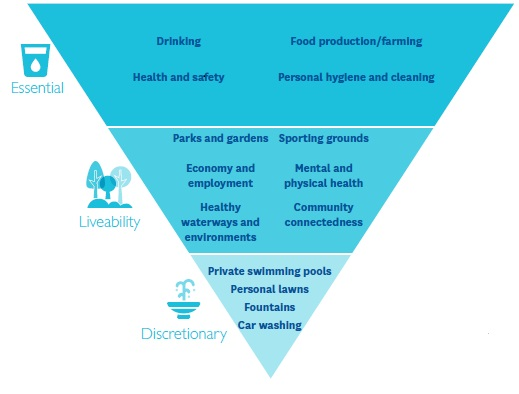 Drinking
Food production/farming
Health and safety
Personal hygiene and cleaning
Essential
Parks and gardens
Sporting grounds
Economy and
employment
Mental and
physical health
Healthy
waterways and
environments
Community
connectedness
Liveability
Private swimming pools
Personal lawns
Fountains
Car washing
Discretionary